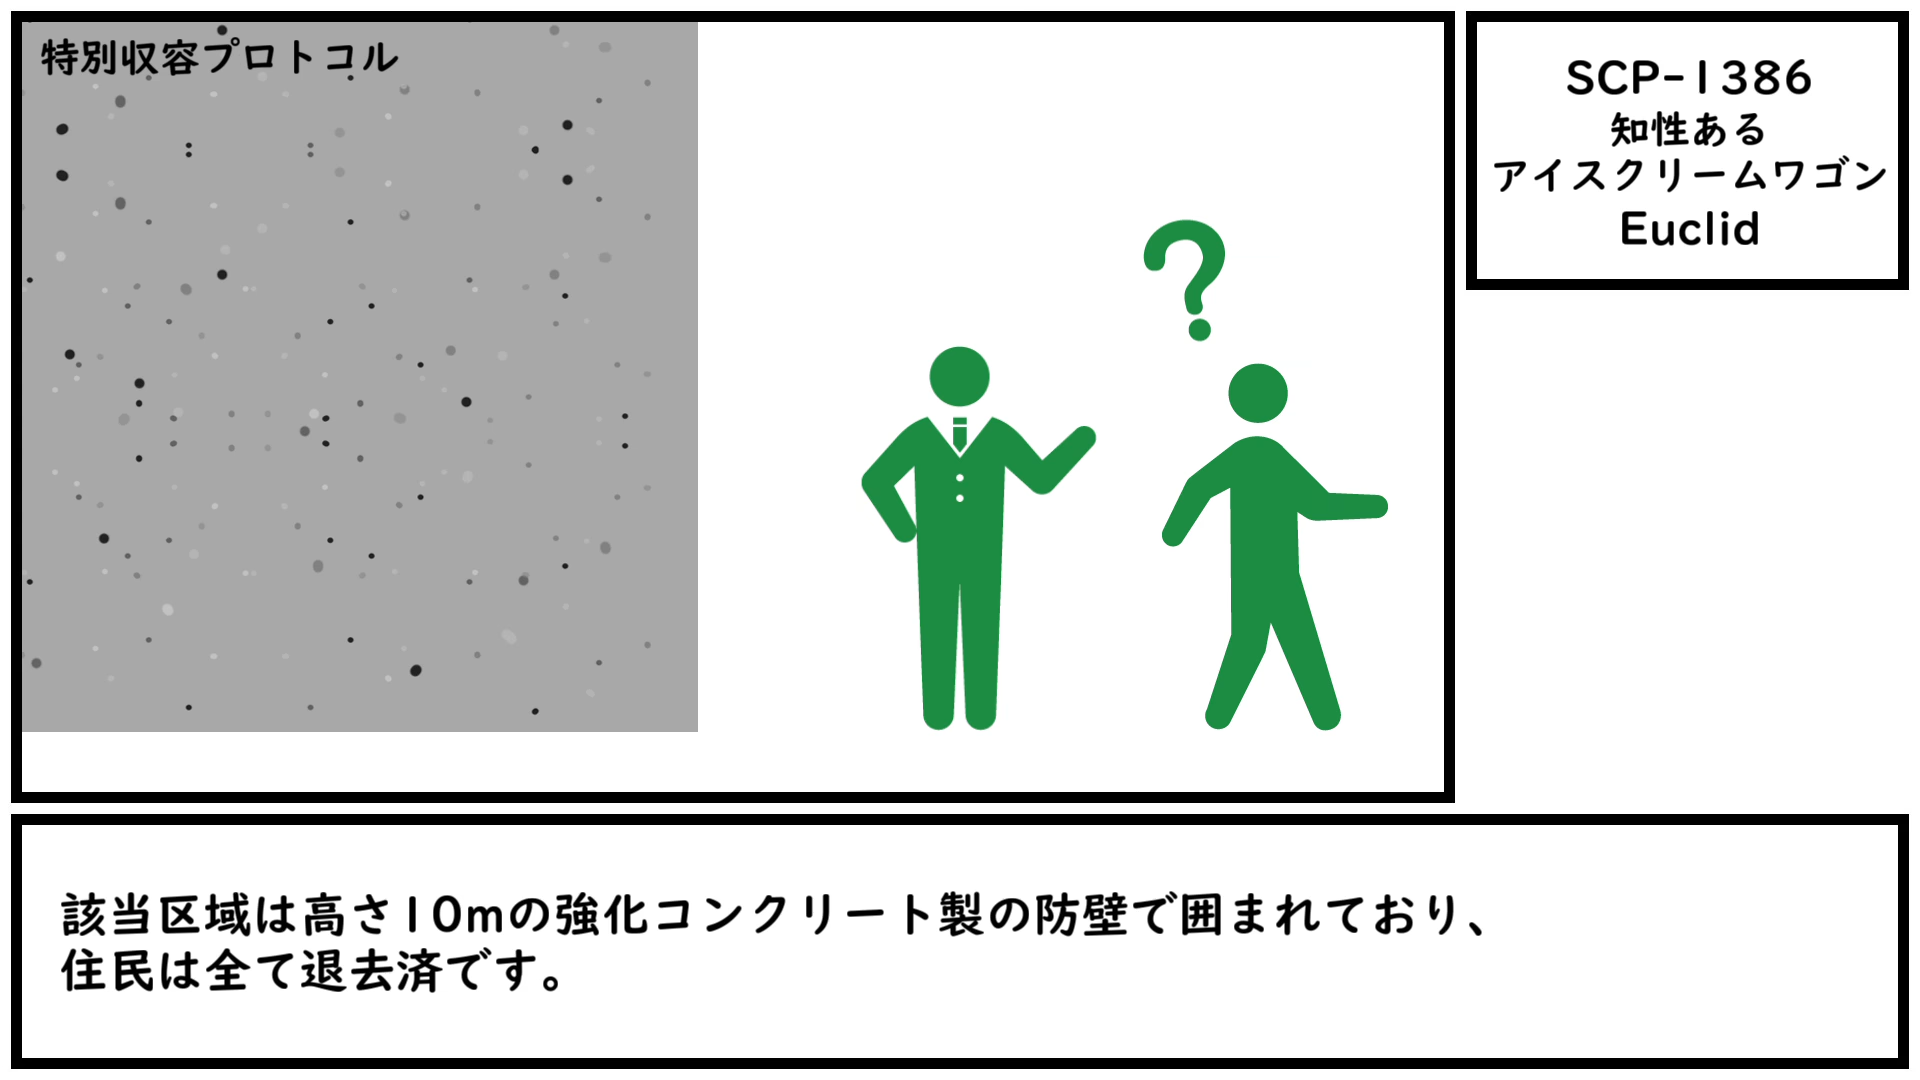 特別収容プロトコル
SCP-1386
知性ある
アイスクリームワゴン
Euclid
?
該当区域は高さ10mの強化コンクリート製の防壁で囲まれており、
住民は全て退去済です。